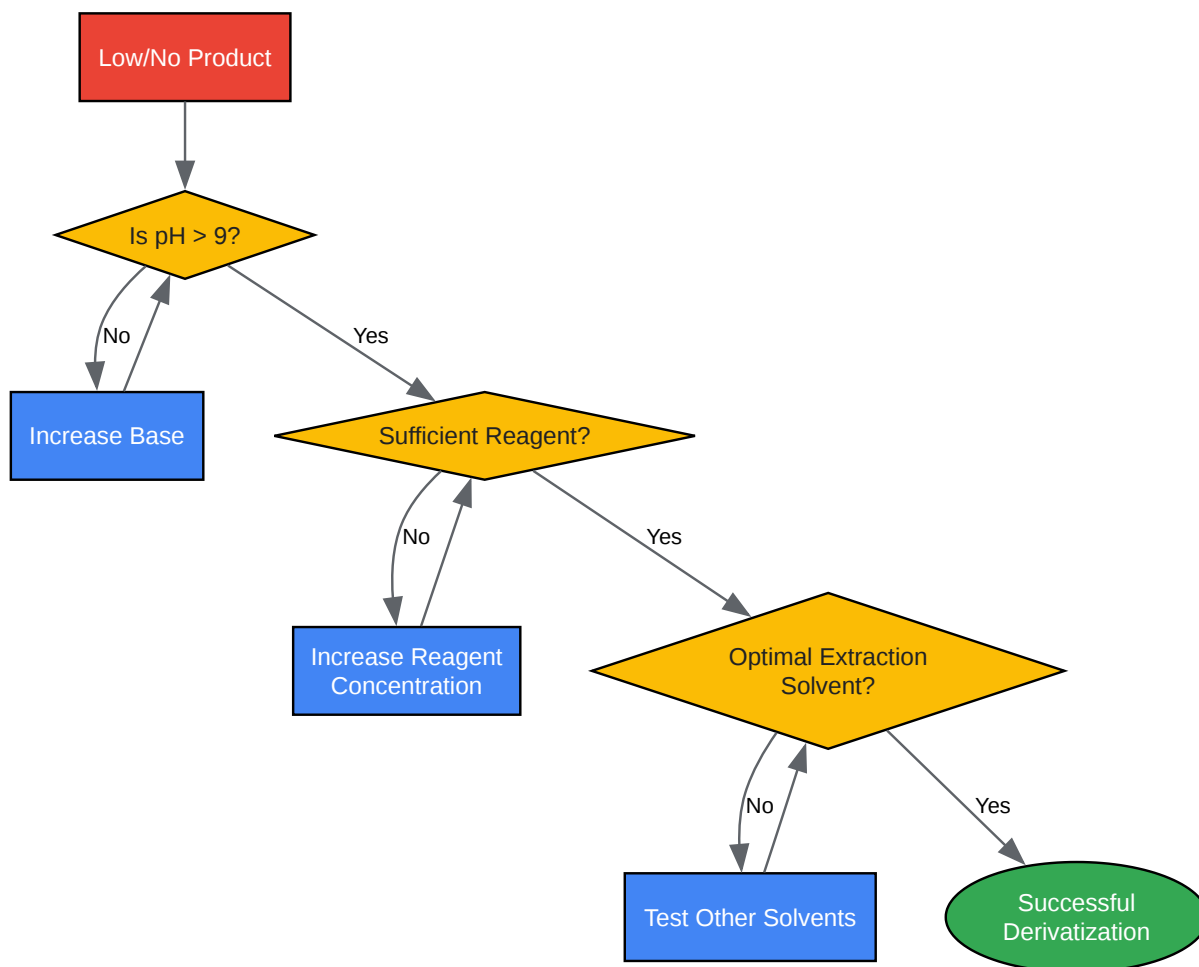 Low/No Product
Is pH > 9?
No
Yes
Increase Base
Sufficient Reagent?
No
Yes
Increase Reagent
Concentration
Optimal Extraction
Solvent?
No
Yes
Test Other Solvents
Successful
Derivatization